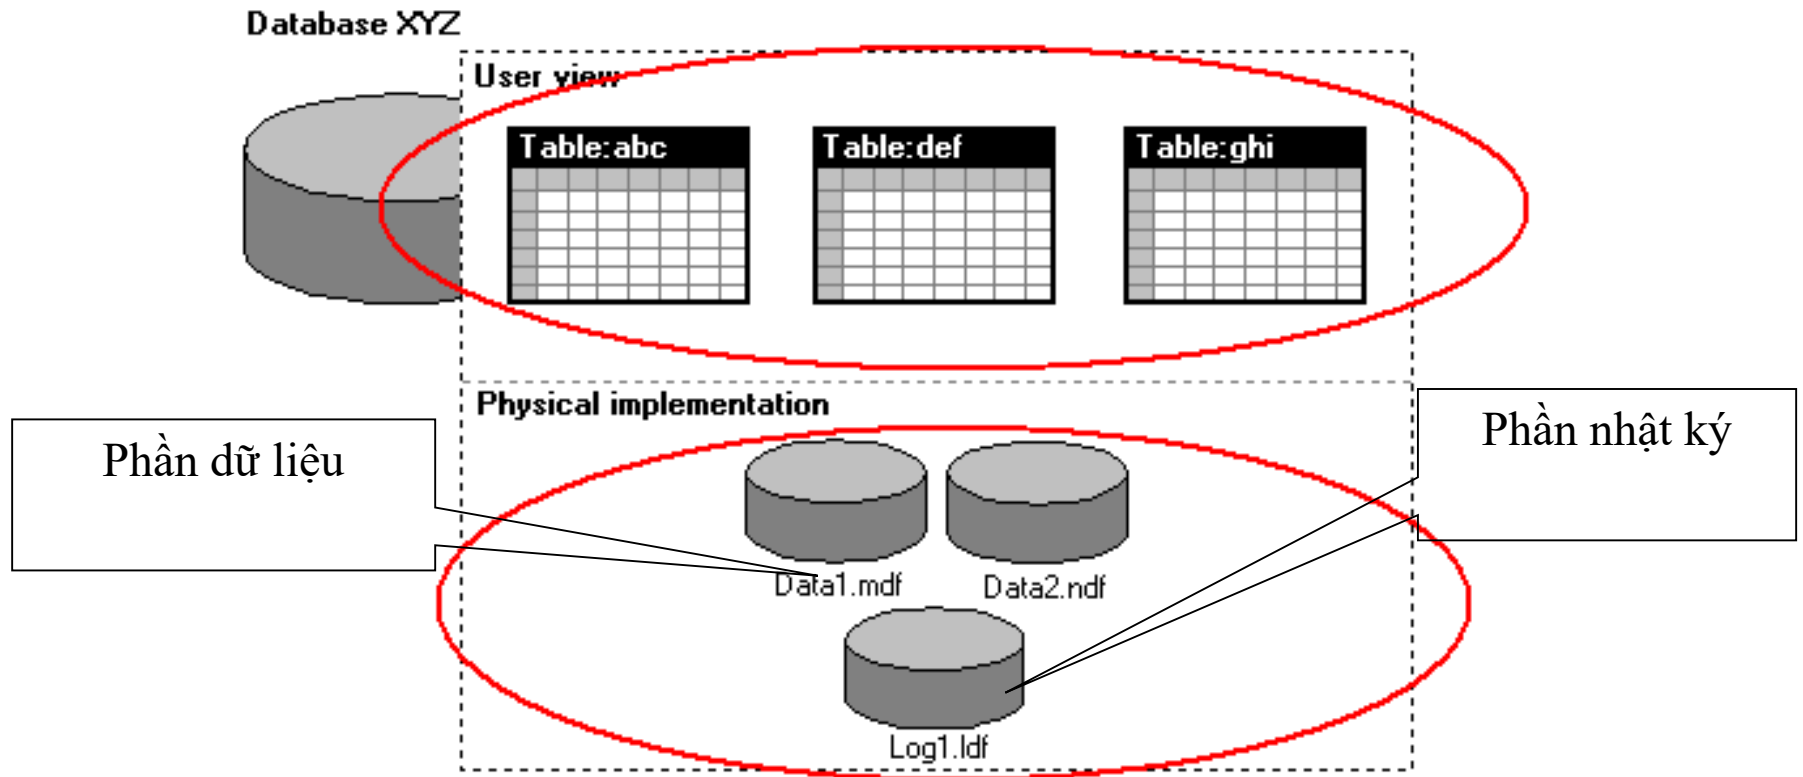 Database XYZ
User view
Table:abc
Table:def
Table:ghi
Physical implementation
Phần dữ liệu
Phần nhật ký
Data1.mdf
Data2.ndf
Log1.ldf